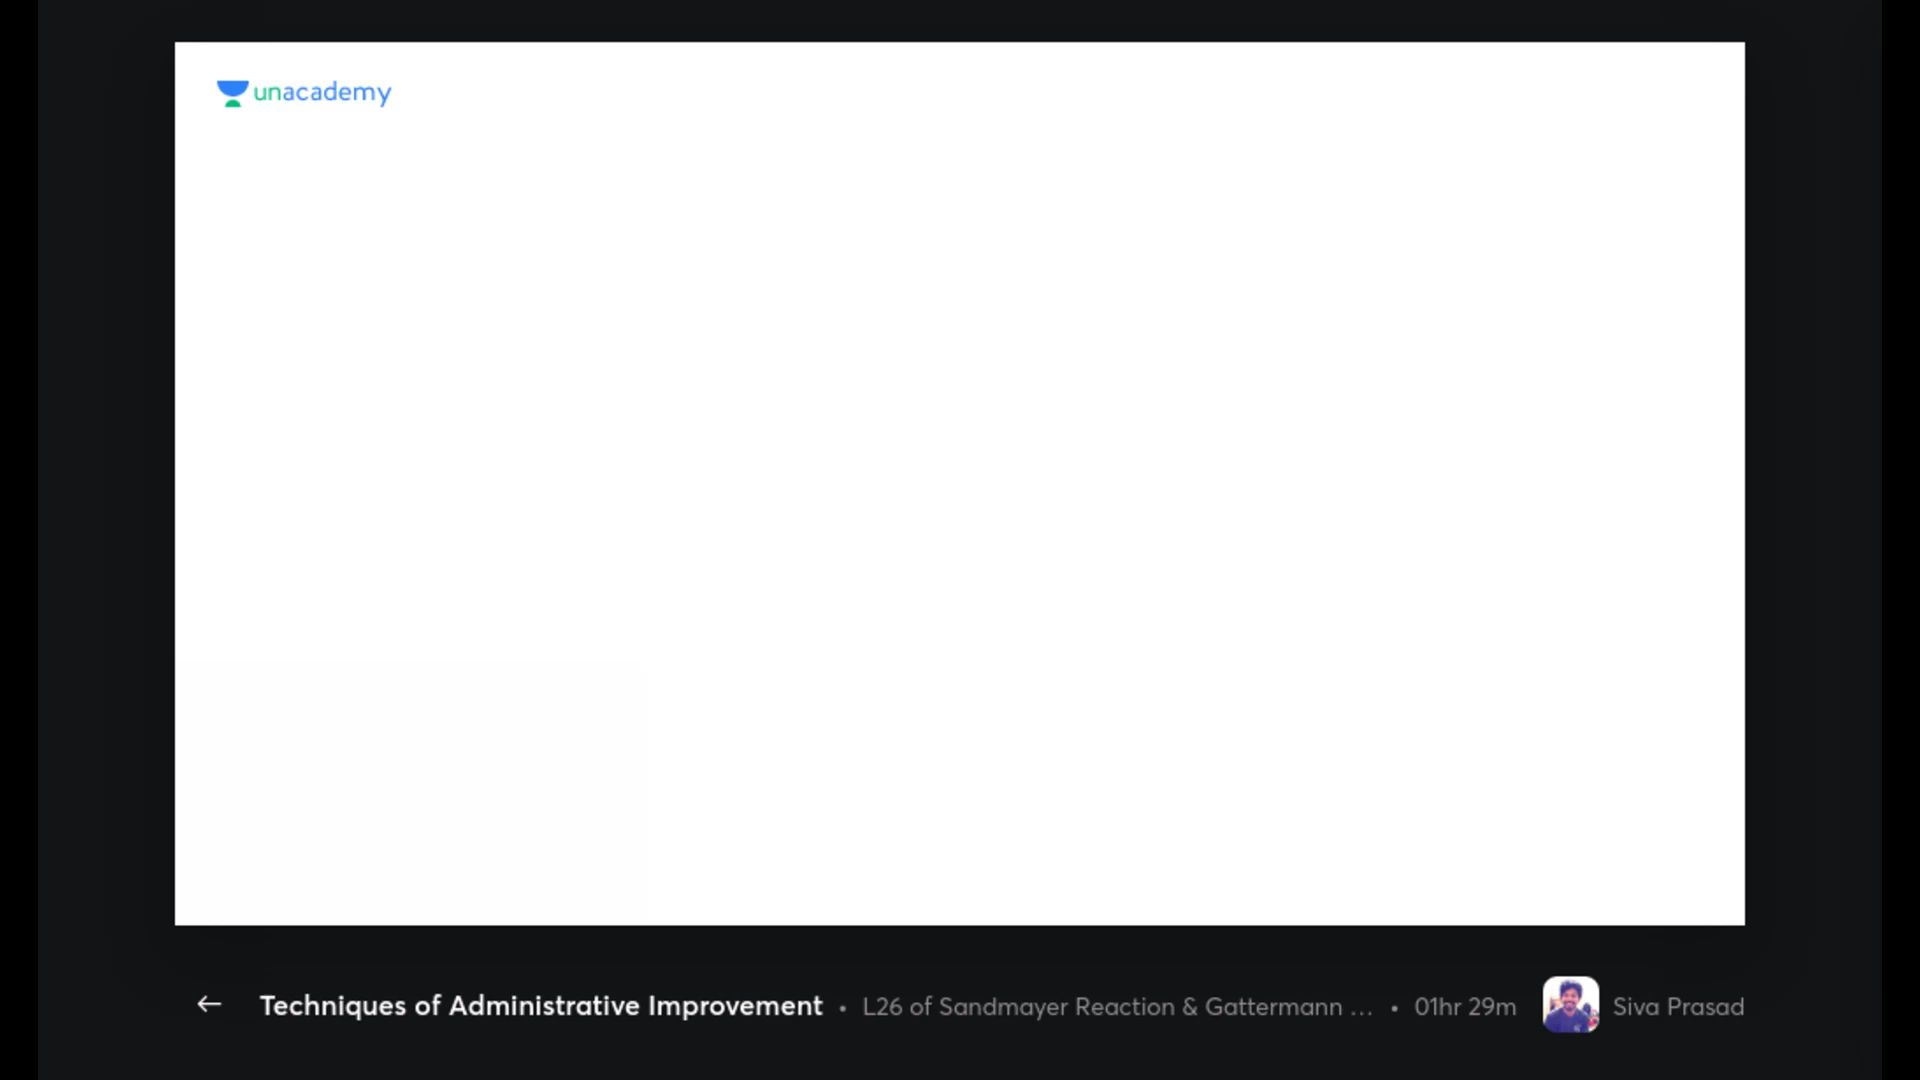 unacademy
Techniques of Administrative Improvement • L26 of Sandmayer Reaction & Gattermann ... • 01hr 29m Siva Prasad